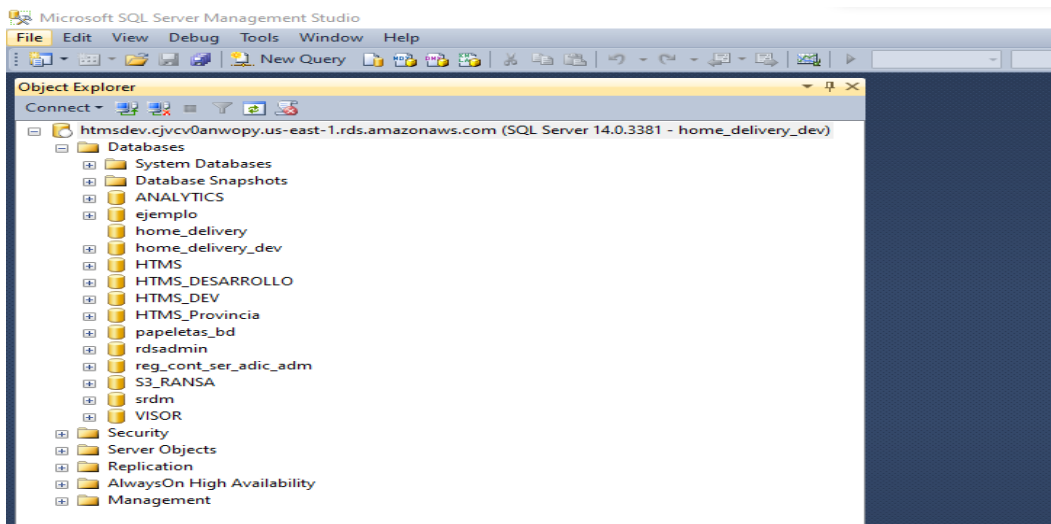 Microsoft SQL Server Management Studio
File Edit View Debug Tools Window Help
New Query
Object Explorer
Connect
htmsdev.cjvcv0anwopy.us-east-1.rds.amazonaws.com (SQL Server 14.0.3381 - home_delivery_dev)
Databases
System Databases
Database Snapshots
ANALYTICS
ejemplo
home_delivery
home_delivery_dev
HTMS
HTMS_DESARROLLO
HTMS_DEV
HTMS_Provincia
papeletas_bd
rdsadmin
reg_cont_ser_adic_adm
S3_RANSA
srdm
VISOR
Security
Server Objects
Replication
AlwaysOn High Availability
Management